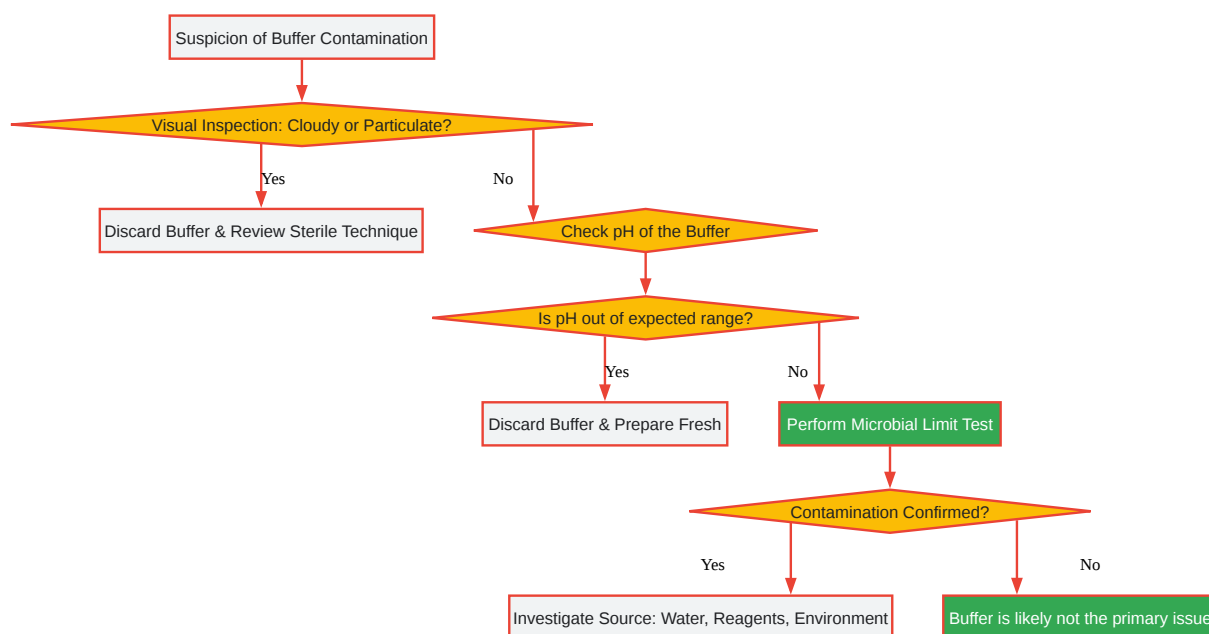 Suspicion of Buffer Contamination
Visual Inspection: Cloudy or Particulate?
Yes
No
Discard Buffer & Review Sterile Technique
Check pH of the Buffer
Is pH out of expected range?
Yes
No
Discard Buffer & Prepare Fresh
Perform Microbial Limit Test
Contamination Confirmed?
Yes
No
Investigate Source: Water, Reagents, Environment
Buffer is likely not the primary issue